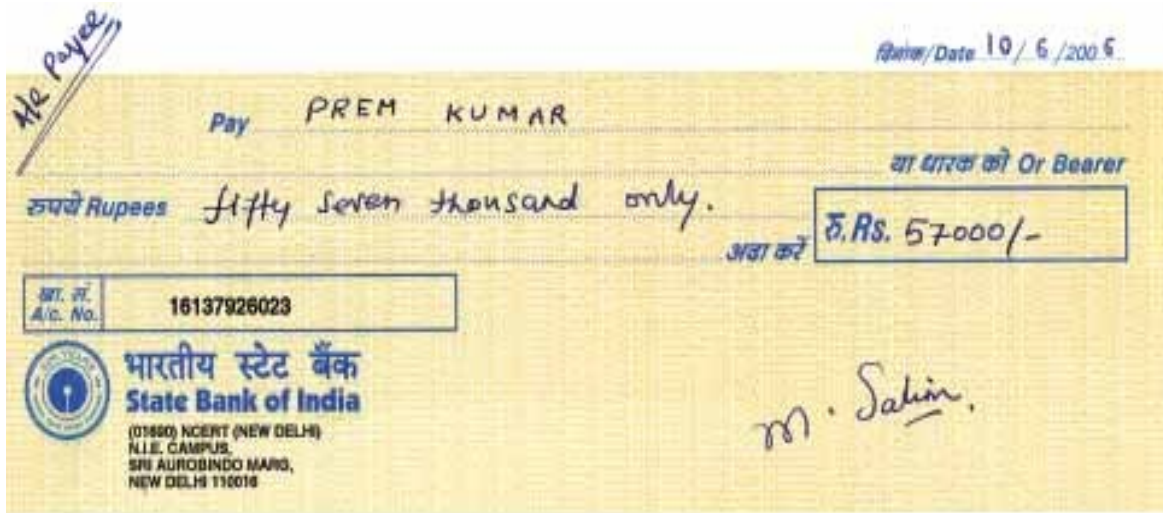 A/c Payee
दिनांक/Date 10/6/2006
Pay PREM KUMAR
या धारक को Or Bearer
रुपये Rupees fifty seven thousand only.
अदा करें रु.Rs. 57000/-
खा. सं.
A/c. No. 16137926023
भारतीय स्टेट बैंक
State Bank of India
(01690) NCERT (NEW DELHI)
N.I.E. CAMPUS,
SRI AUROBINDO MARG,
NEW DELHI 110016
M. Salim.